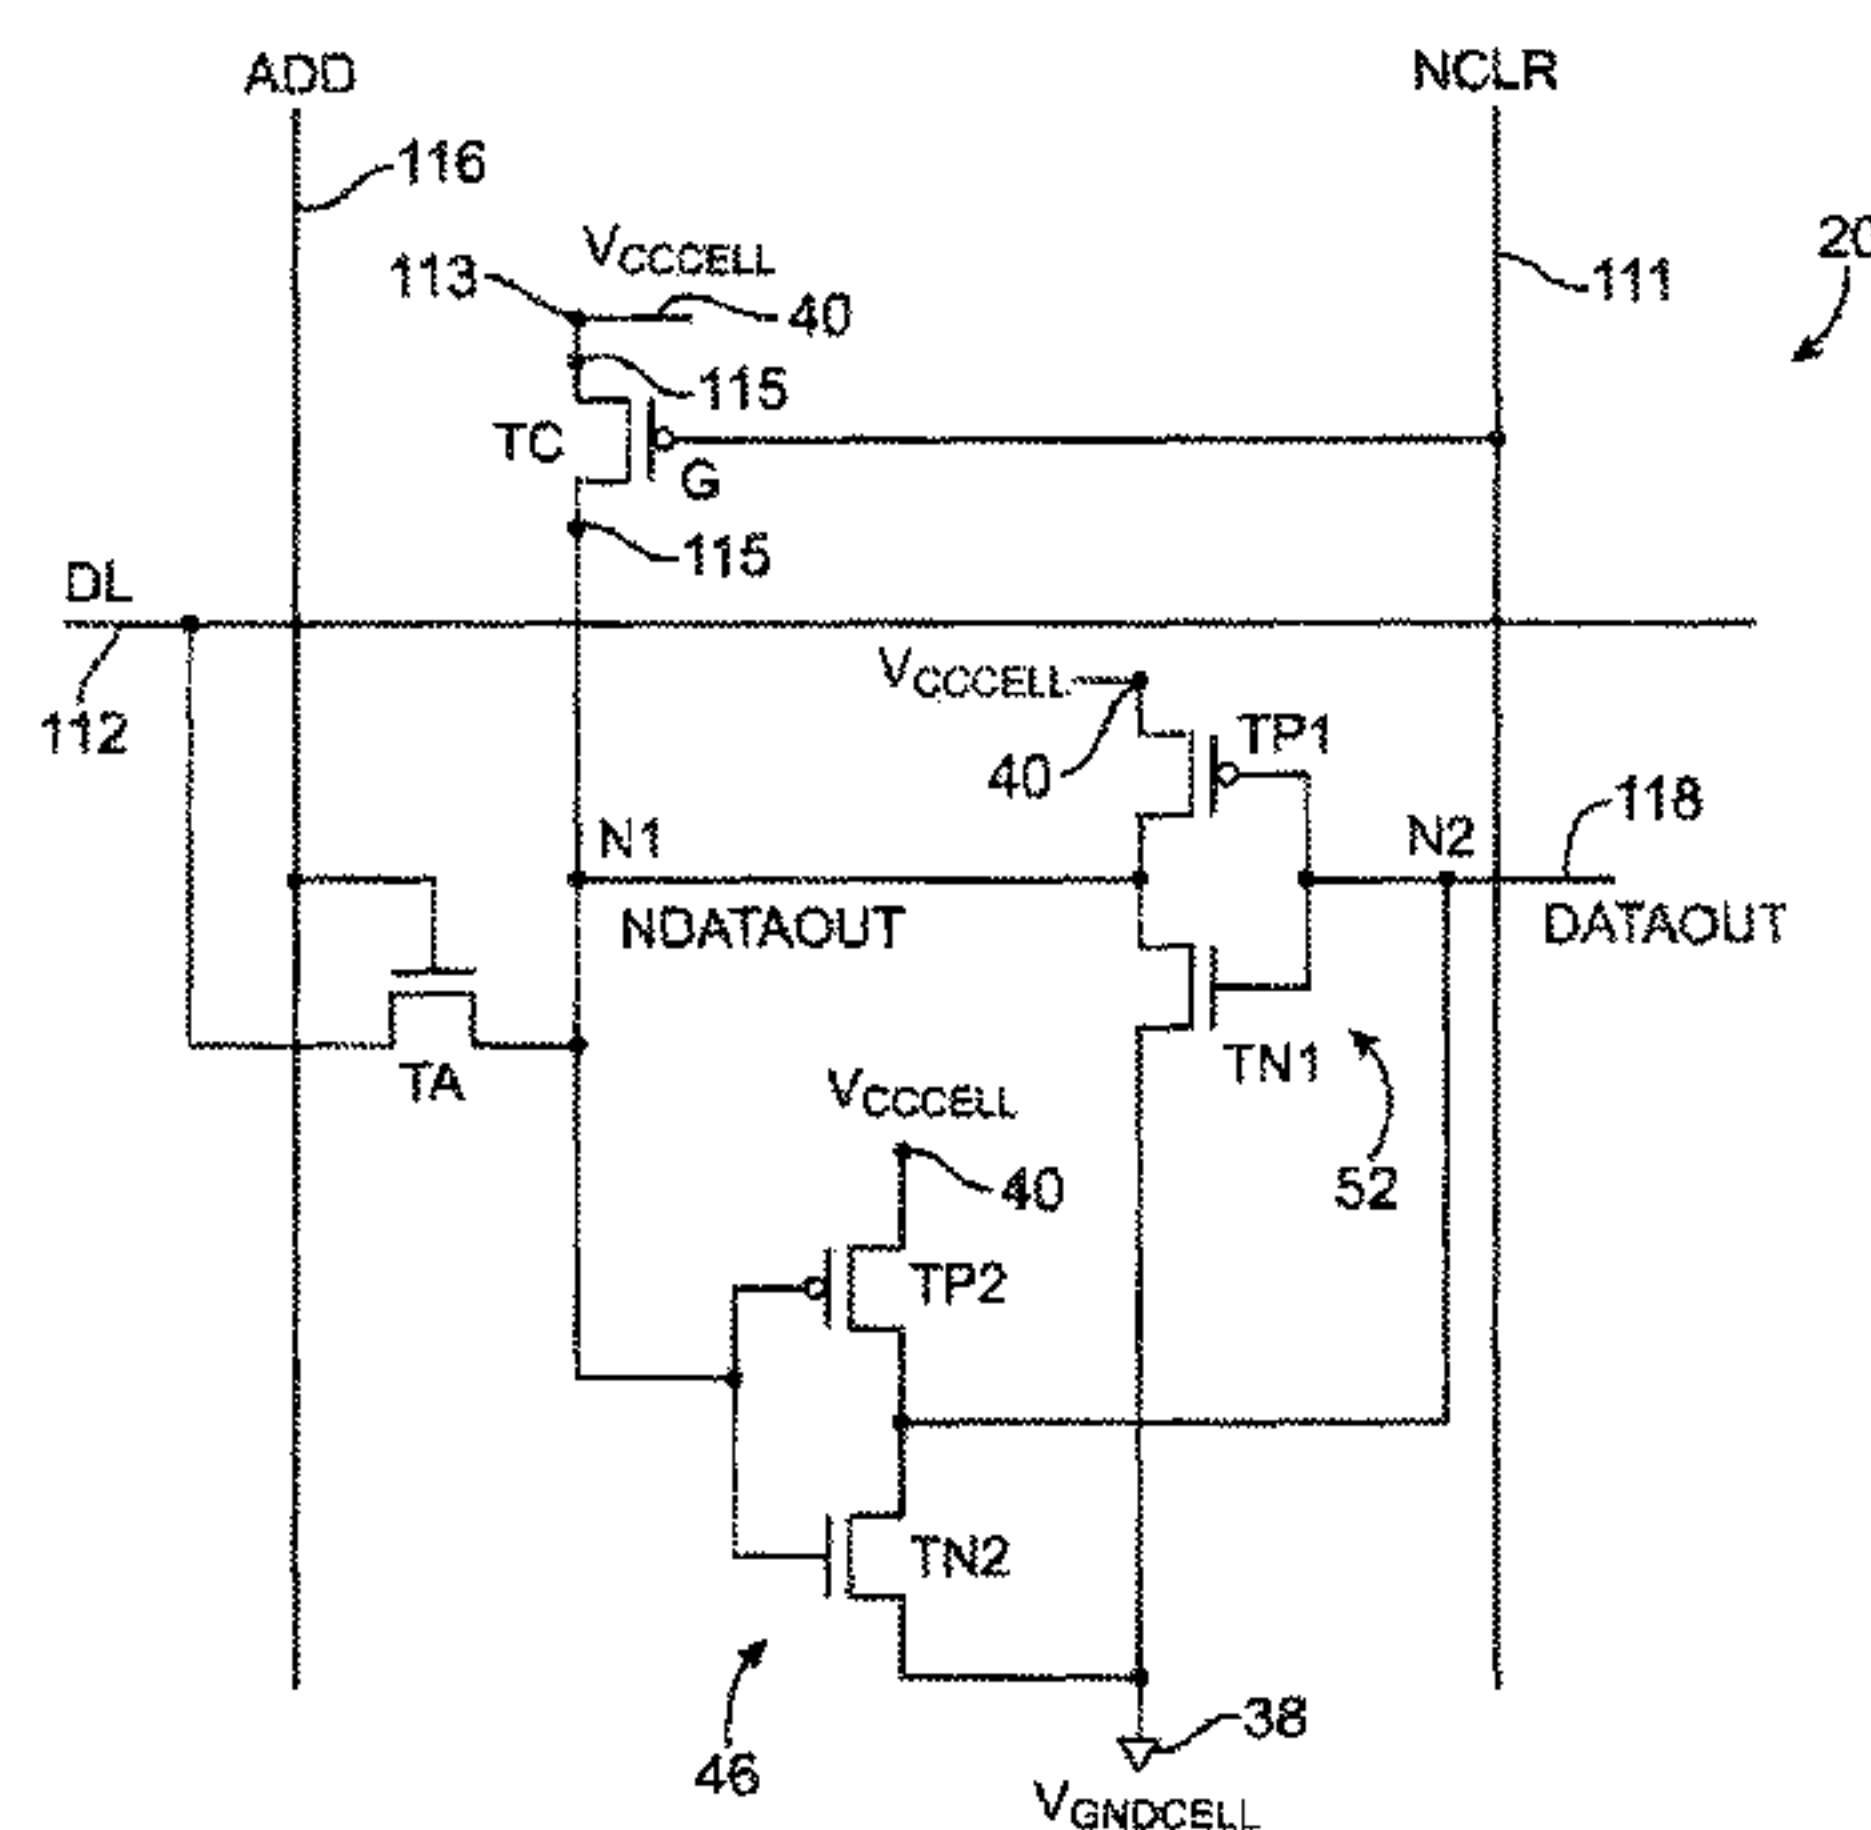 ADD
NCLR
116
20
VCCCELL
113
40
111
115
TC
G
115
DL
VCCCELL
112
TP1
40
118
N1
N2
NDATAOUT
DATAOUT
TA
TN1
VCCCELL
40
52
TP2
TN2
38
46
VGNDCELL